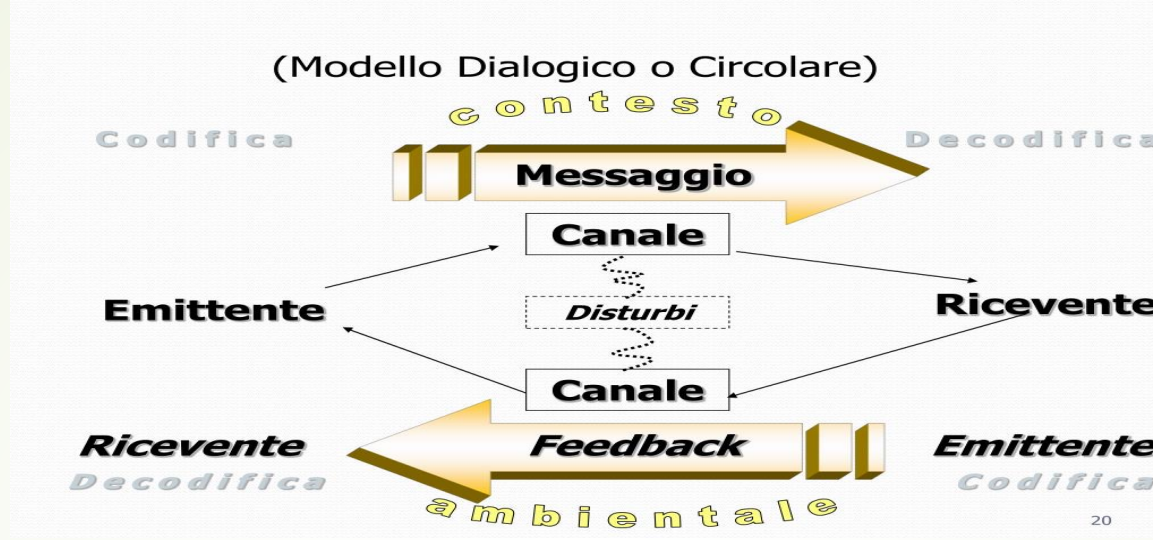 (Modello Dialogico o Circolare)
contesto
Codifica
Decodifica
Messaggio
Canale
Emittente
Disturbi
Ricevente
Canale
Ricevente
Feedback
Emittente
Decodifica
Codifica
ambientale
20